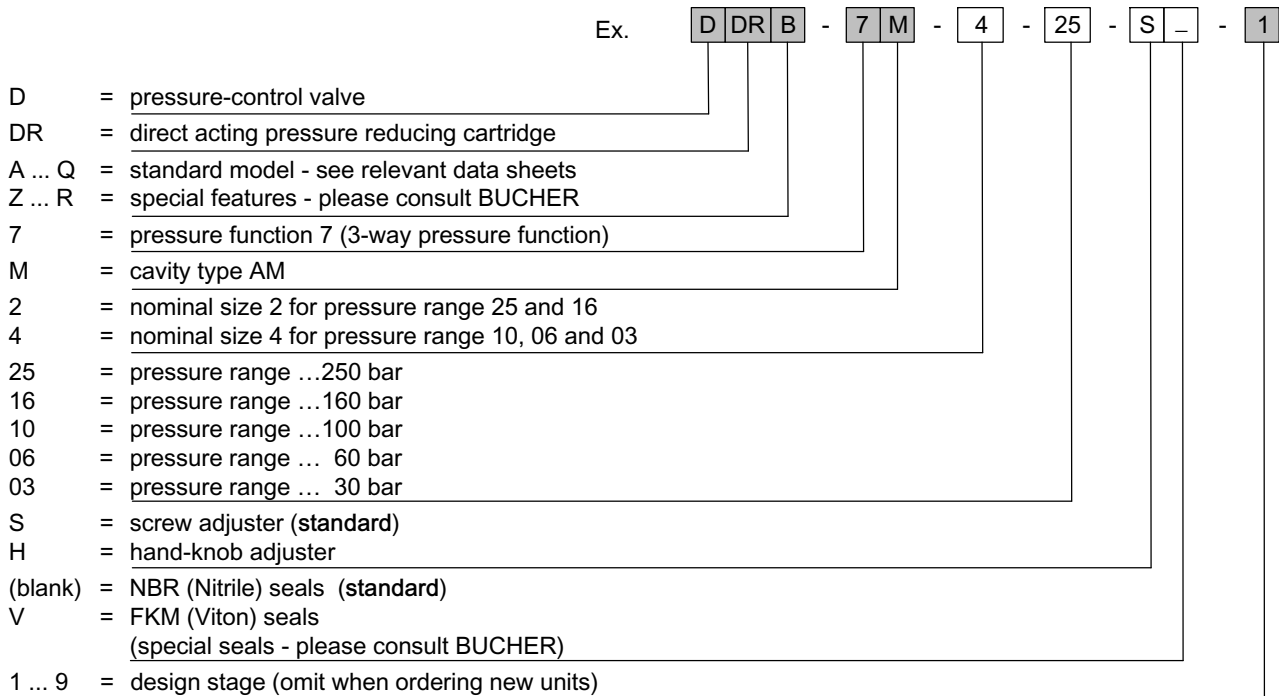 Ex. D DR B - 7 M - 4 - 25 - S _ - 1
D = pressure-control valve
DR = direct acting pressure reducing cartridge
A ... Q = standard model - see relevant data sheets
Z ... R = special features - please consult BUCHER
7 = pressure function 7 (3-way pressure function)
M = cavity type AM
2 = nominal size 2 for pressure range 25 and 16
4 = nominal size 4 for pressure range 10, 06 and 03
25 = pressure range …250 bar
16 = pressure range …160 bar
10 = pressure range …100 bar
06 = pressure range … 60 bar
03 = pressure range … 30 bar
S = screw adjuster (standard)
H = hand-knob adjuster
(blank) = NBR (Nitrile) seals (standard)
V = FKM (Viton) seals
(special seals - please consult BUCHER)
1 ... 9 = design stage (omit when ordering new units)